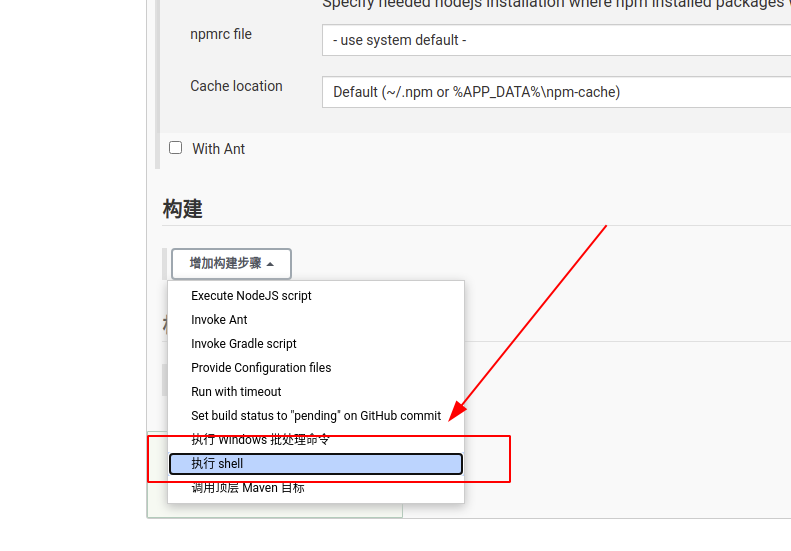 Specify needed nodejs installation where npm installed packages
npmrc file
- use system default -
Cache location
Default (~/.npm or %APP_DATA%\npm-cache)
With Ant
构建
增加构建步骤
Execute NodeJS script
Invoke Ant
Invoke Gradle script
Provide Configuration files
Run with timeout
Set build status to "pending" on GitHub commit
执行 Windows 批处理命令
执行 shell
调用顶层 Maven 目标